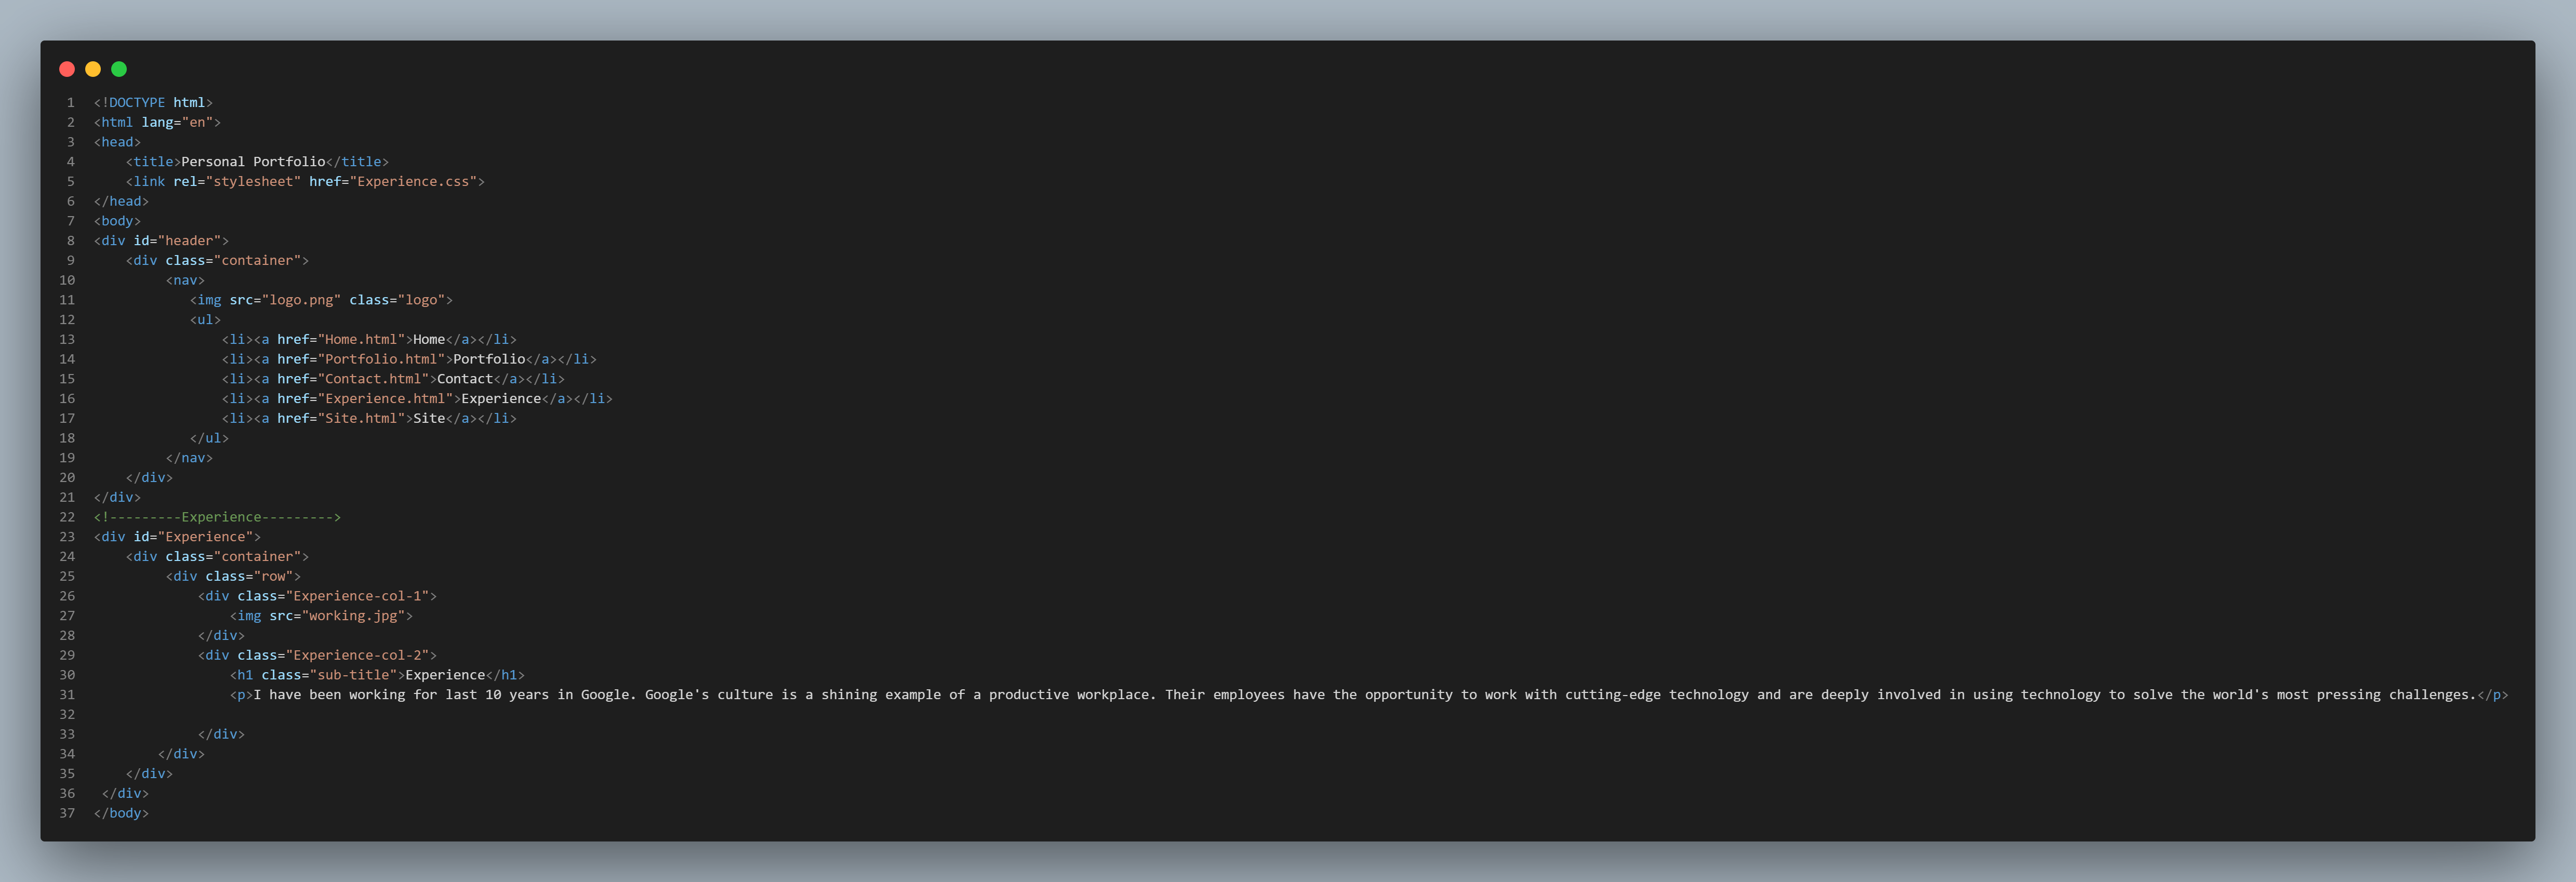 1 <!DOCTYPE html>
2 <html lang="en">
3 <head>
4     <title>Personal Portfolio</title>
5     <link rel="stylesheet" href="Experience.css">
6 </head>
7 <body>
8 <div id="header">
9     <div class="container">
10          <nav>
11             <img src="logo.png" class="logo">
12             <ul>
13                 <li><a href="Home.html">Home</a></li>
14                 <li><a href="Portfolio.html">Portfolio</a></li>
15                 <li><a href="Contact.html">Contact</a></li>
16                 <li><a href="Experience.html">Experience</a></li>
17                 <li><a href="Site.html">Site</a></li>
18             </ul>
19          </nav>
20     </div>
21 </div>
22 <!---------Experience--------->
23 <div id="Experience">
24     <div class="container">
25          <div class="row">
26              <div class="Experience-col-1">
27                  <img src="working.jpg">
28              </div>
29              <div class="Experience-col-2">
30                  <h1 class="sub-title">Experience</h1>
31                  <p>I have been working for last 10 years in Google. Google's culture is a shining example of a productive workplace. Their employees have the opportunity to work with cutting-edge technology and are deeply involved in using technology to solve the world's most pressing challenges.</p>
32
33              </div>
34         </div>
35     </div>
36  </div>
37 </body>